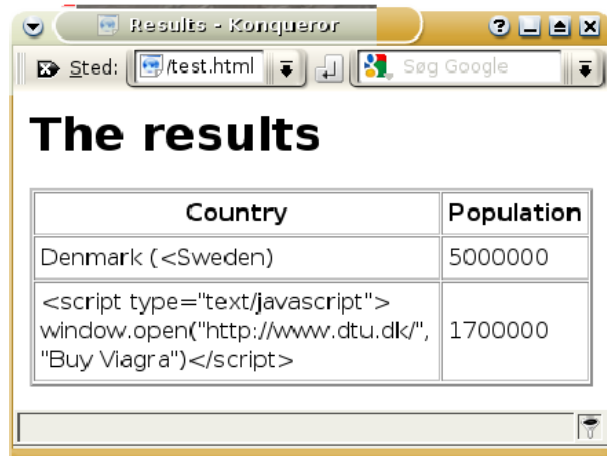 Results - Konqueror
Sted: /test.html Søg Google
The results
Country Population
Denmark (<Sweden) 5000000
<script type="text/javascript">
window.open("http://www.dtu.dk/", 1700000
"Buy Viagra")</script>